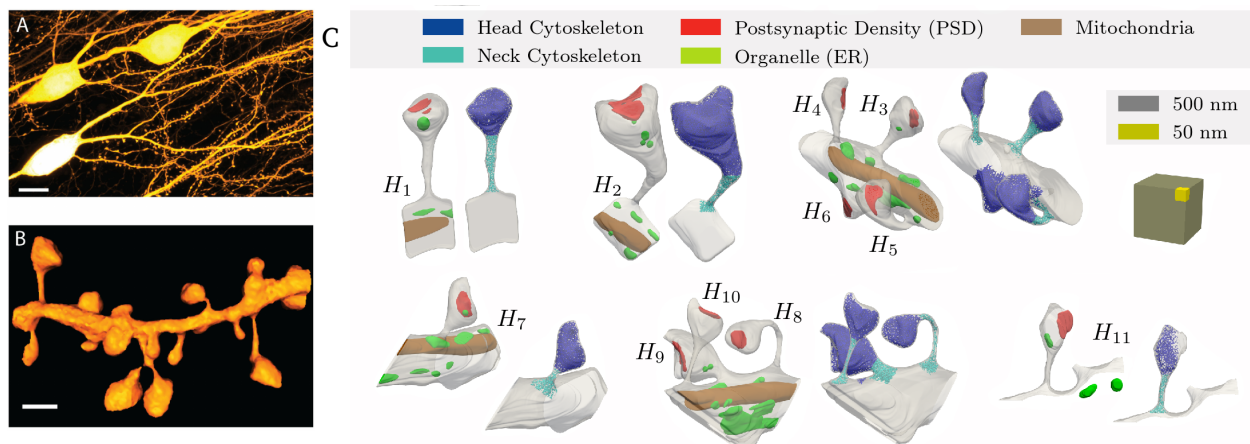 A
B
C
Head Cytoskeleton
Postsynaptic Density (PSD)
Mitochondria
Neck Cytoskeleton
Organelle (ER)
500 nm
50 nm
H1
H2
H4
H3
H6
H5
H7
H10
H8
H9
H11